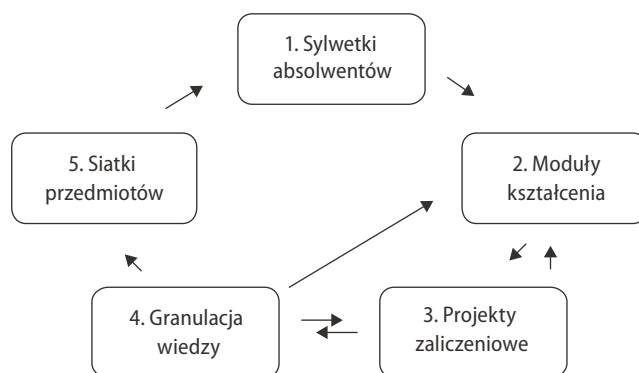 1. Sylwetki
absolwentów
5. Siatki
przedmiotów
2. Moduły
kształcenia
4. Granulacja
wiedzy
3. Projekty
zaliczeniowe